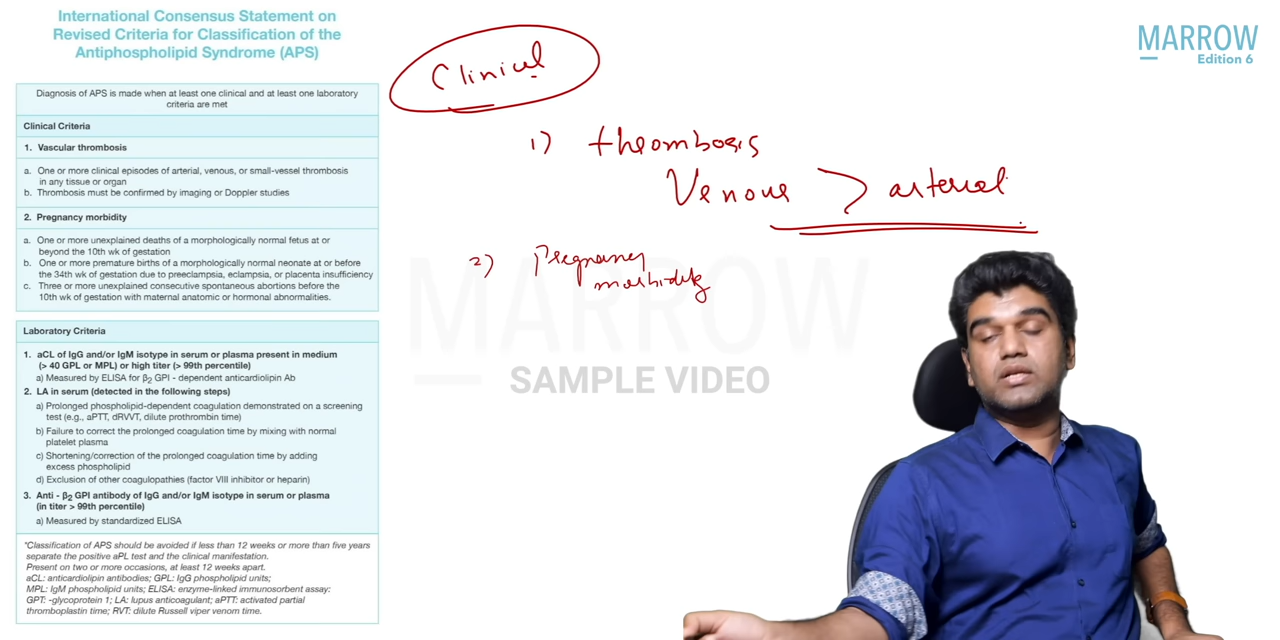 International Consensus Statement on
Revised Criteria for Classification of the
Antiphospholipid Syndrome (APS)
Diagnosis of APS is made when at least one clinical and at least one laboratory
criteria are met
Clinical Criteria
1. Vascular thrombosis
a. One or more clinical episodes of arterial, venous, or small-vessel thrombosis
in any tissue or organ
b. Thrombosis must be confirmed by imaging or Doppler studies
2. Pregnancy morbidity
a. One or more unexplained deaths of a morphologically normal fetus at or
beyond the 10th wk of gestation
b. One or more premature births of a morphologically normal neonate at or before
the 34th wk of gestation due to preeclampsia, eclampsia, or placenta insufficiency
c. Three or more unexplained consecutive spontaneous abortions before the
10th wk of gestation with maternal anatomic or hormonal abnormalities.
Laboratory Criteria
1. aCL of IgG and/or IgM isotype in serum or plasma present in medium
(> 40 GPL or MPL) or high titer (> 99th percentile)
a) Measured by ELISA for β2 GPI - dependent anticardiolipin Ab
2. LA in serum (detected in the following steps)
a) Prolonged phospholipid-dependent coagulation demonstrated on a screening
test (e.g., aPTT, dRVVT, dilute prothrombin time)
b) Failure to correct the prolonged coagulation time by mixing with normal
platelet plasma
c) Shortening/correction of the prolonged coagulation time by adding
excess phospholipid
d) Exclusion of other coagulopathies (factor VIII inhibitor or heparin)
3. Anti - β2 GPI antibody of IgG and/or IgM isotype in serum or plasma
(in titer > 99th percentile)
a) Measured by standardized ELISA
*Classification of APS should be avoided if less than 12 weeks or more than five years
separate the positive aPL test and the clinical manifestation.
Present on two or more occasions, at least 12 weeks apart.
aCL: anticardiolipin antibodies; GPL: IgG phospholipid units;
MPL: IgM phospholipid units; ELISA: enzyme-linked immunosorbent assay:
GPT: -glycoprotein 1; LA: lupus anticoagulant; aPTT: activated partial
thromboplastin time; RVT: dilute Russell viper venom time.
Clinical
1) thrombosis
Venous > arterial
2) Pregnancy
morbidity
MARROW
Edition 6
MARROW
SAMPLE VIDEO